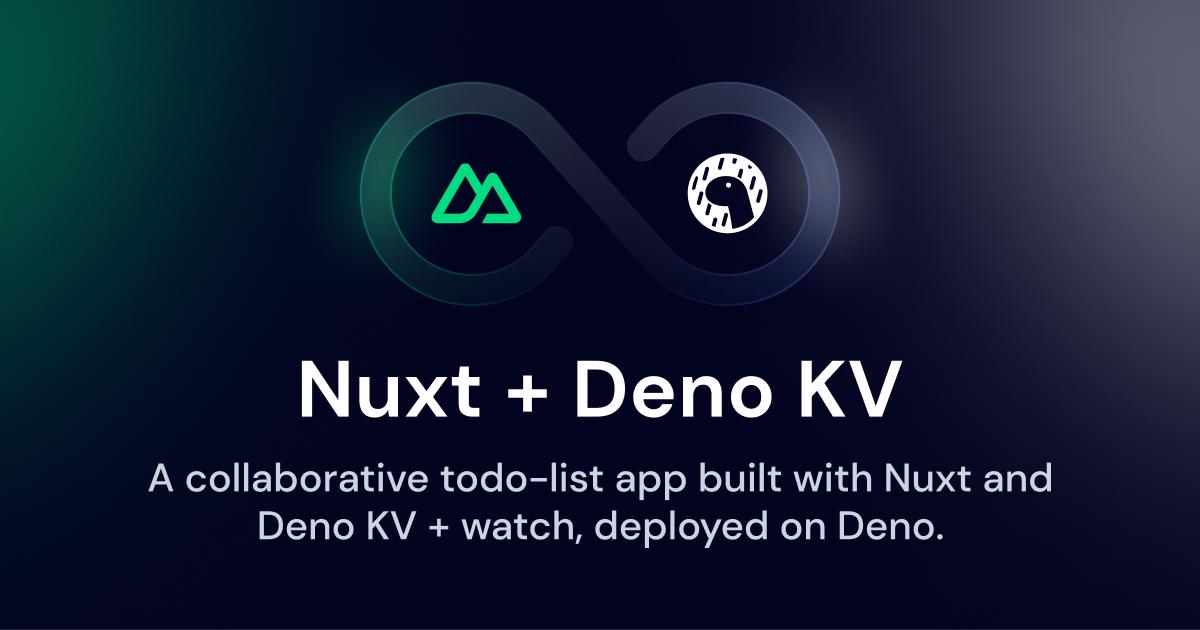 Nuxt + Deno KV
A collaborative todo-list app built with Nuxt and
Deno KV + watch, deployed on Deno.